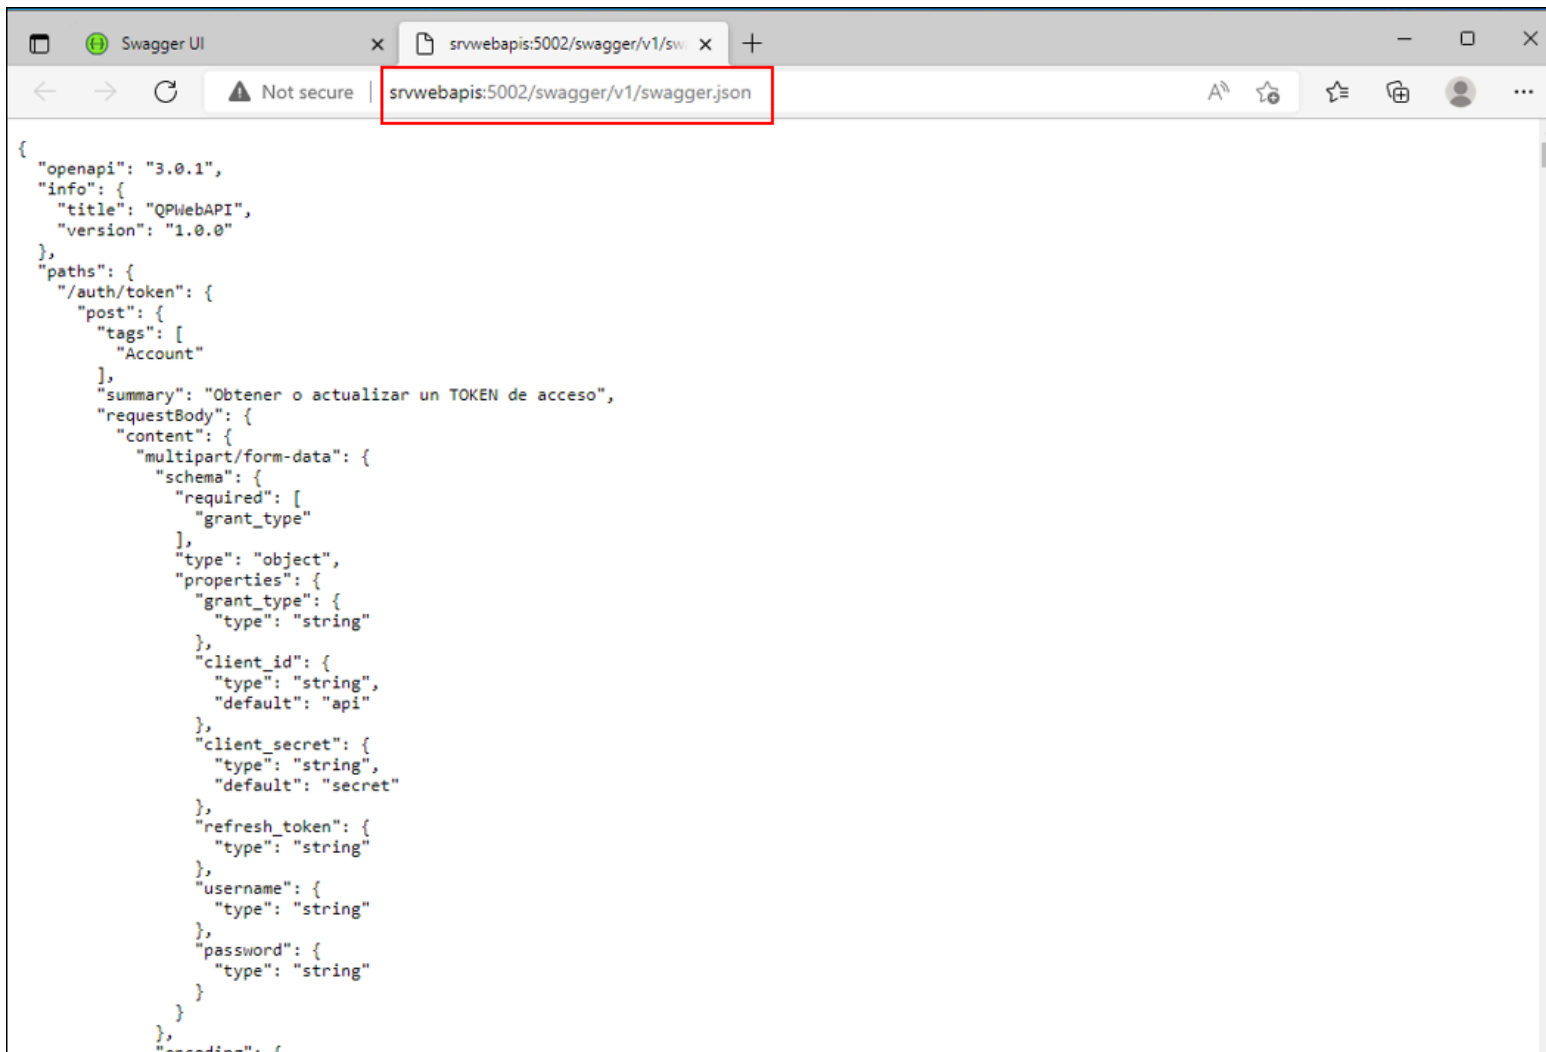 Swagger UI
srvwebapis:5002/swagger/v1/sw
Not secure
srvwebapis:5002/swagger/v1/swagger.json
{
  "openapi": "3.0.1",
  "info": {
    "title": "QPWebAPI",
    "version": "1.0.0"
  },
  "paths": {
    "/auth/token": {
      "post": {
        "tags": [
          "Account"
        ],
        "summary": "Obtener o actualizar un TOKEN de acceso",
        "requestBody": {
          "content": {
            "multipart/form-data": {
              "schema": {
                "required": [
                  "grant_type"
                ],
                "type": "object",
                "properties": {
                  "grant_type": {
                    "type": "string"
                  },
                  "client_id": {
                    "type": "string",
                    "default": "api"
                  },
                  "client_secret": {
                    "type": "string",
                    "default": "secret"
                  },
                  "refresh_token": {
                    "type": "string"
                  },
                  "username": {
                    "type": "string"
                  },
                  "password": {
                    "type": "string"
                  }
                }
              },
              "encoding": {